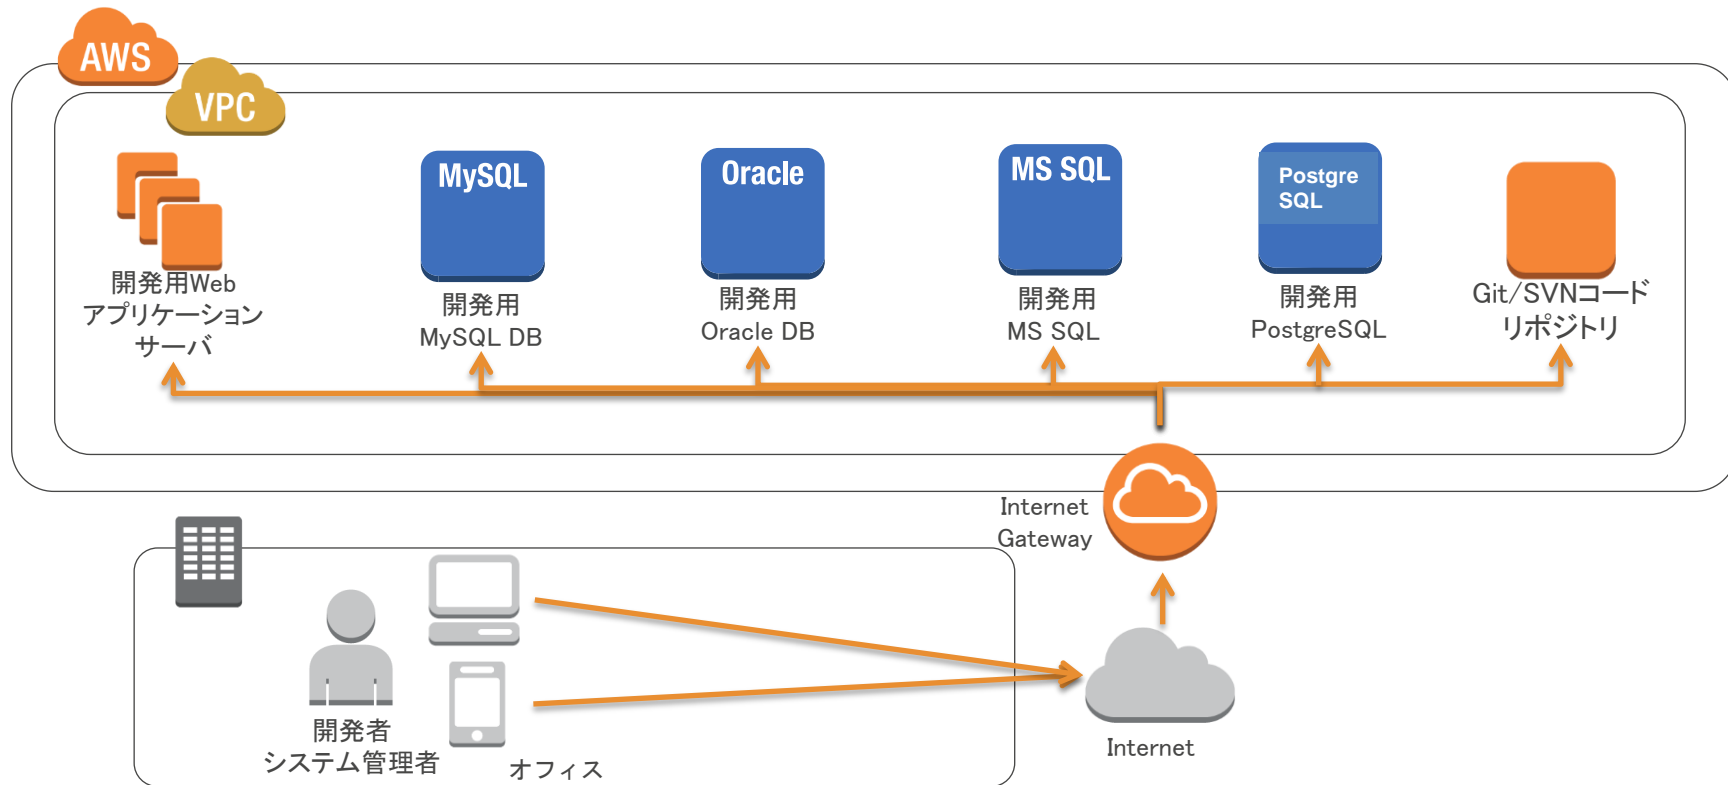 AWS
VPC
MySQL
Oracle
MS SQL
Postgre
SQL
開発用Web
アプリケーション
サーバ
開発用
MySQL DB
開発用
Oracle DB
開発用
MS SQL
開発用
PostgreSQL
Git/SVNコード
リポジトリ
Internet
Gateway
開発者
システム管理者
オフィス
Internet